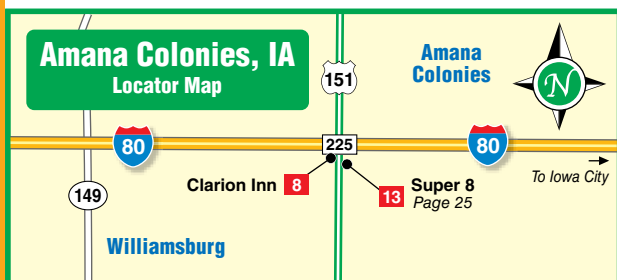 Amana Colonies, IA
Locator Map
151
Amana
Colonies
N
80
225
80
To Iowa City
Clarion Inn 8
13 Super 8
Page 25
149
Williamsburg